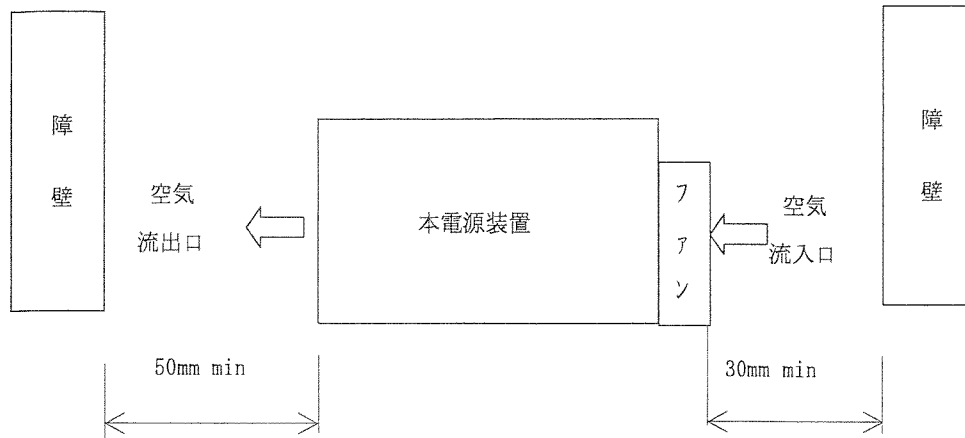 障壁
空気
流出口
本電源装置
ファン
空気
流入口
障壁
50mm min
30mm min